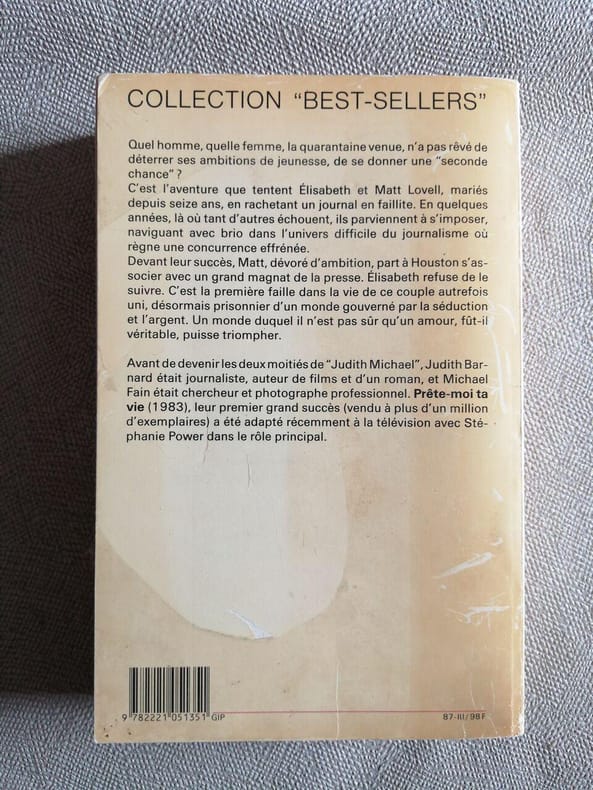 COLLECTION “BEST-SELLERS”
Quel homme, quelle femme, la quarantaine venue, n’a pas rêvé de
déterrer ses ambitions de jeunesse, de se donner une “seconde
chance” ?
C’est l’aventure que tentent Élisabeth et Matt Lovell, mariés
depuis seize ans, en rachetant un journal en faillite. En quelques
années, là où tant d’autres échouent, ils parviennent à s’imposer,
naviguant avec brio dans l’univers difficile du journalisme où
règne une concurrence effrénée.
Devant leur succès, Matt, dévoré d’ambition, part à Houston s’as-
socier avec un grand magnat de la presse. Élisabeth refuse de le
suivre. C’est la première faille dans la vie de ce couple autrefois
uni, désormais prisonnier d’un monde gouverné par la séduction
et l’argent. Un monde duquel il n’est pas sûr qu’un amour, fût-il
véritable, puisse triompher.
Avant de devenir les deux moitiés de “Judith Michael”, Judith Bar-
nard était journaliste, auteur de films et d’un roman, et Michael
Fain était chercheur et photographe professionnel. Prête-moi ta
vie (1983), leur premier grand succès (vendu à plus d’un million
d’exemplaires) a été adapté récemment à la télévision avec Sté-
phanie Power dans le rôle principal.
9 782221 051351 GIP
87-III/98 F